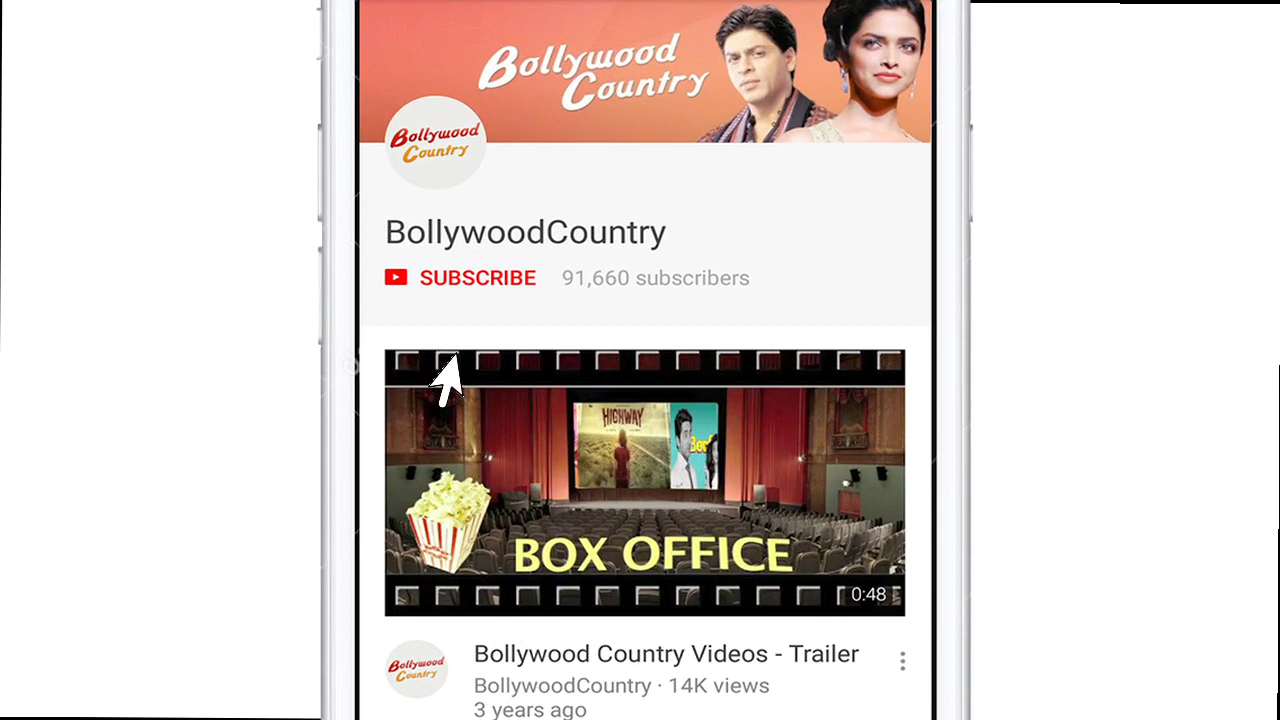 Bollywood
Country
Bollywood
Country
BollywoodCountry
SUBSCRIBE 91,660 subscribers
HIGHWAY
BOX OFFICE
0:48
Bollywood Country Videos - Trailer
Bollywood
Country
BollywoodCountry · 14K views
3 years ago